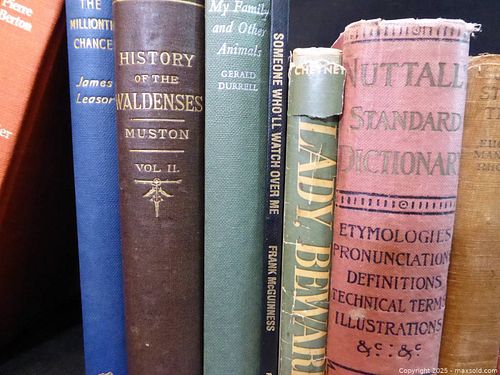 Pierre
Berton
er
THE
MILLIONTH
CHANCE
James
Leasor
HISTORY
OF THE
WALDENSES
MUSTON
VOL II.
My Family
and Other
Animals
GERALD
DURRELL
SOMEONE WHO'LL WATCH OVER ME
FRANK McGUINNESS
CHEYNEY
LADY, BEWARE
NUTTALL'S
STANDARD
DICTIONARY
ETYMOLOGIES
PRONUNCIATIONS
DEFINITIONS
TECHNICAL TERMS
ILLUSTRATIONS
&c: &c
Copyright 2025 - maxsold.com